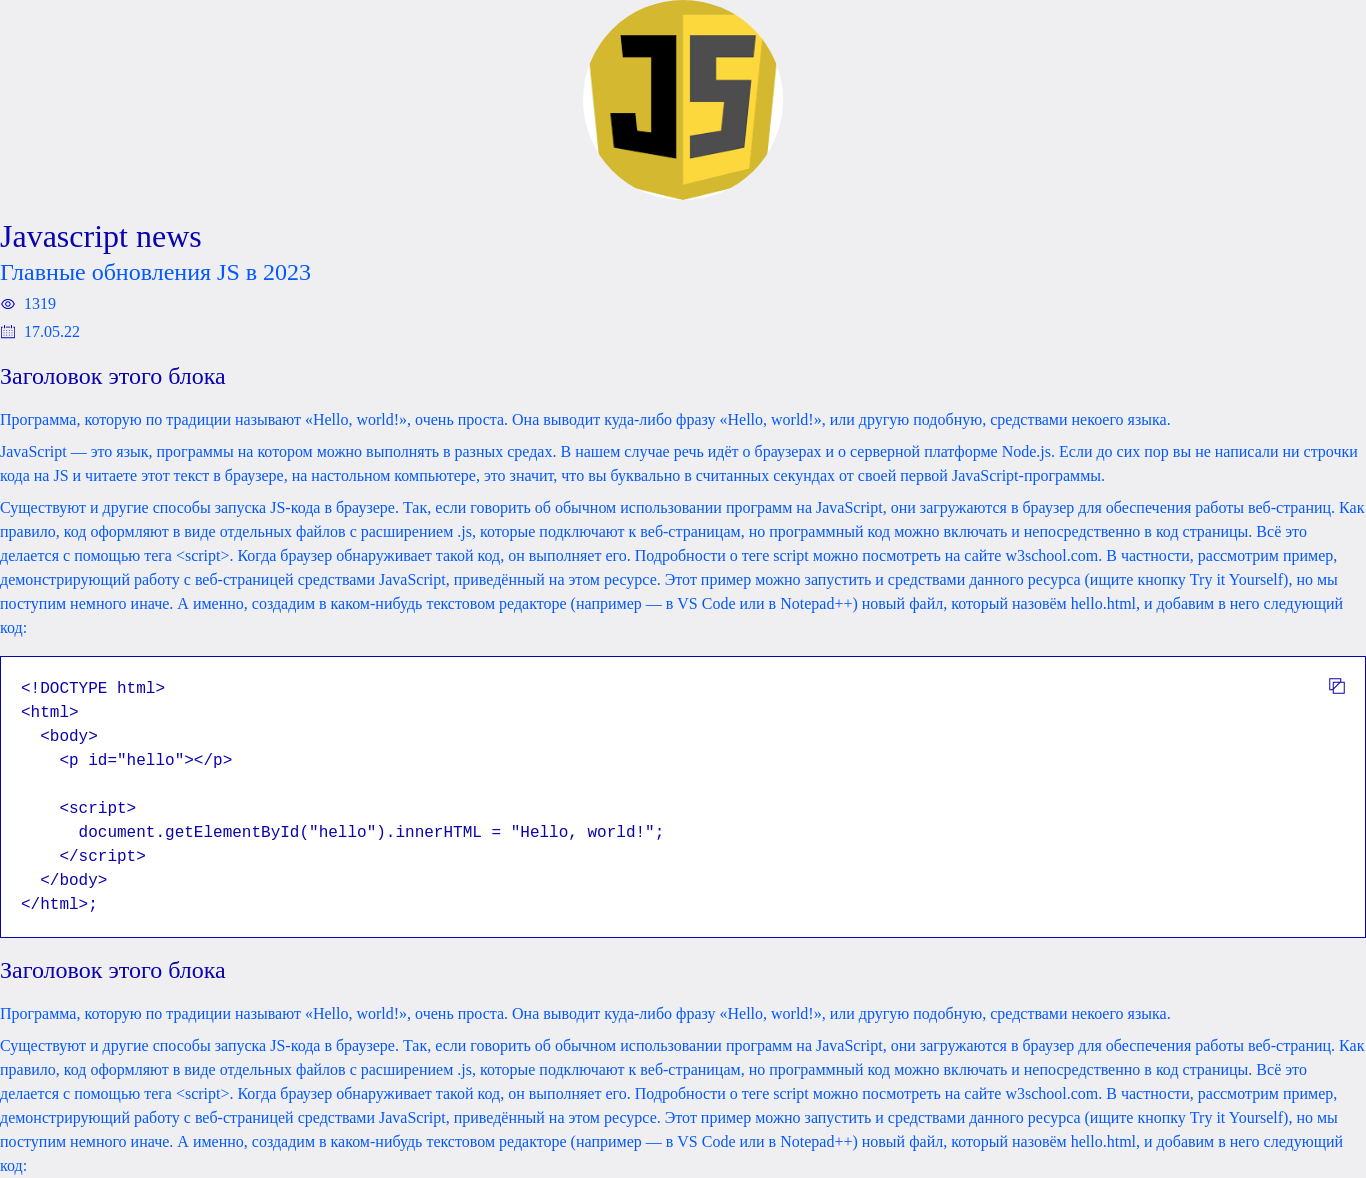 JS
Javascript news
Главные обновления JS в 2023
1319
17.05.22
Заголовок этого блока
Программа, которую по традиции называют «Hello, world!», очень проста. Она выводит куда-либо фразу «Hello, world!», или другую подобную, средствами некоего языка.
JavaScript — это язык, программы на котором можно выполнять в разных средах. В нашем случае речь идёт о браузерах и о серверной платформе Node.js. Если до сих пор вы не написали ни строчки
кода на JS и читаете этот текст в браузере, на настольном компьютере, это значит, что вы буквально в считанных секундах от своей первой JavaScript-программы.
Существуют и другие способы запуска JS-кода в браузере. Так, если говорить об обычном использовании программ на JavaScript, они загружаются в браузер для обеспечения работы веб-страниц. Как
правило, код оформляют в виде отдельных файлов с расширением .js, которые подключают к веб-страницам, но программный код можно включать и непосредственно в код страницы. Всё это
делается с помощью тега <script>. Когда браузер обнаруживает такой код, он выполняет его. Подробности о теге script можно посмотреть на сайте w3school.com. В частности, рассмотрим пример,
демонстрирующий работу с веб-страницей средствами JavaScript, приведённый на этом ресурсе. Этот пример можно запустить и средствами данного ресурса (ищите кнопку Try it Yourself), но мы
поступим немного иначе. А именно, создадим в каком-нибудь текстовом редакторе (например — в VS Code или в Notepad++) новый файл, который назовём hello.html, и добавим в него следующий
код:
<!DOCTYPE html>
<html>
  <body>
    <p id="hello"></p>
    <script>
      document.getElementById("hello").innerHTML = "Hello, world!";
    </script>
  </body>
</html>;
Заголовок этого блока
Программа, которую по традиции называют «Hello, world!», очень проста. Она выводит куда-либо фразу «Hello, world!», или другую подобную, средствами некоего языка.
Существуют и другие способы запуска JS-кода в браузере. Так, если говорить об обычном использовании программ на JavaScript, они загружаются в браузер для обеспечения работы веб-страниц. Как
правило, код оформляют в виде отдельных файлов с расширением .js, которые подключают к веб-страницам, но программный код можно включать и непосредственно в код страницы. Всё это
делается с помощью тега <script>. Когда браузер обнаруживает такой код, он выполняет его. Подробности о теге script можно посмотреть на сайте w3school.com. В частности, рассмотрим пример,
демонстрирующий работу с веб-страницей средствами JavaScript, приведённый на этом ресурсе. Этот пример можно запустить и средствами данного ресурса (ищите кнопку Try it Yourself), но мы
поступим немного иначе. А именно, создадим в каком-нибудь текстовом редакторе (например — в VS Code или в Notepad++) новый файл, который назовём hello.html, и добавим в него следующий
код: